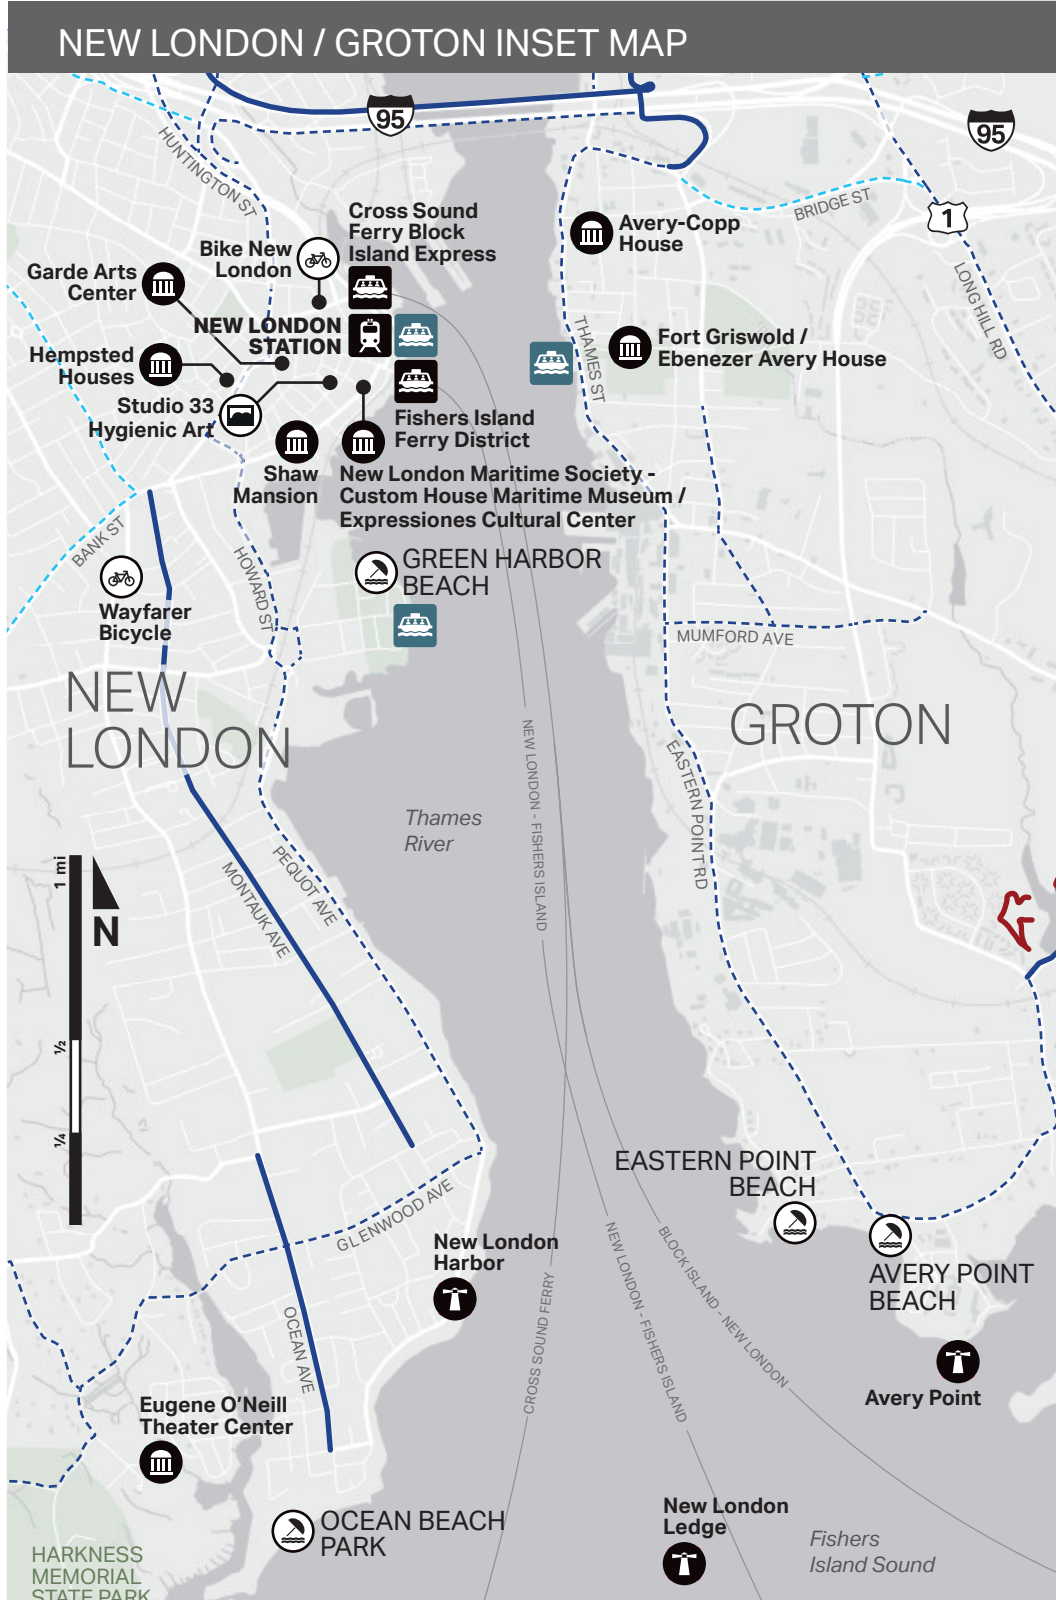 NEW LONDON / GROTON INSET MAP
95
95
HUNTINGTON ST
BRIDGE ST
1
LONG HILL RD
Cross Sound
Ferry Block
Island Express
Avery-Copp
House
Bike New
London
Garde Arts
Center
NEW LONDON
STATION
THAMES ST
Fort Griswold /
Ebenezer Avery House
Hempsted
Houses
Studio 33
Hygienic Art
Fishers Island
Ferry District
Shaw
Mansion
New London Maritime Society -
Custom House Maritime Museum /
Expressiones Cultural Center
BANK ST
HOWARD ST
GREEN HARBOR
BEACH
Wayfarer
Bicycle
MUMFORD AVE
NEW
LONDON
GROTON
NEW LONDON - FISHERS ISLAND
EASTERN POINT RD
Thames
River
1 mi
N
MONTAUK AVE
PEQUOT AVE
½
¼
EASTERN POINT
BEACH
GLENWOOD AVE
New London
Harbor
AVERY POINT
BEACH
CROSS SOUND FERRY
NEW LONDON - FISHERS ISLAND
BLOCK ISLAND - NEW LONDON
OCEAN AVE
Avery Point
Eugene O'Neill
Theater Center
OCEAN BEACH
PARK
New London
Ledge
Fishers
Island Sound
HARKNESS
MEMORIAL
STATE PARK